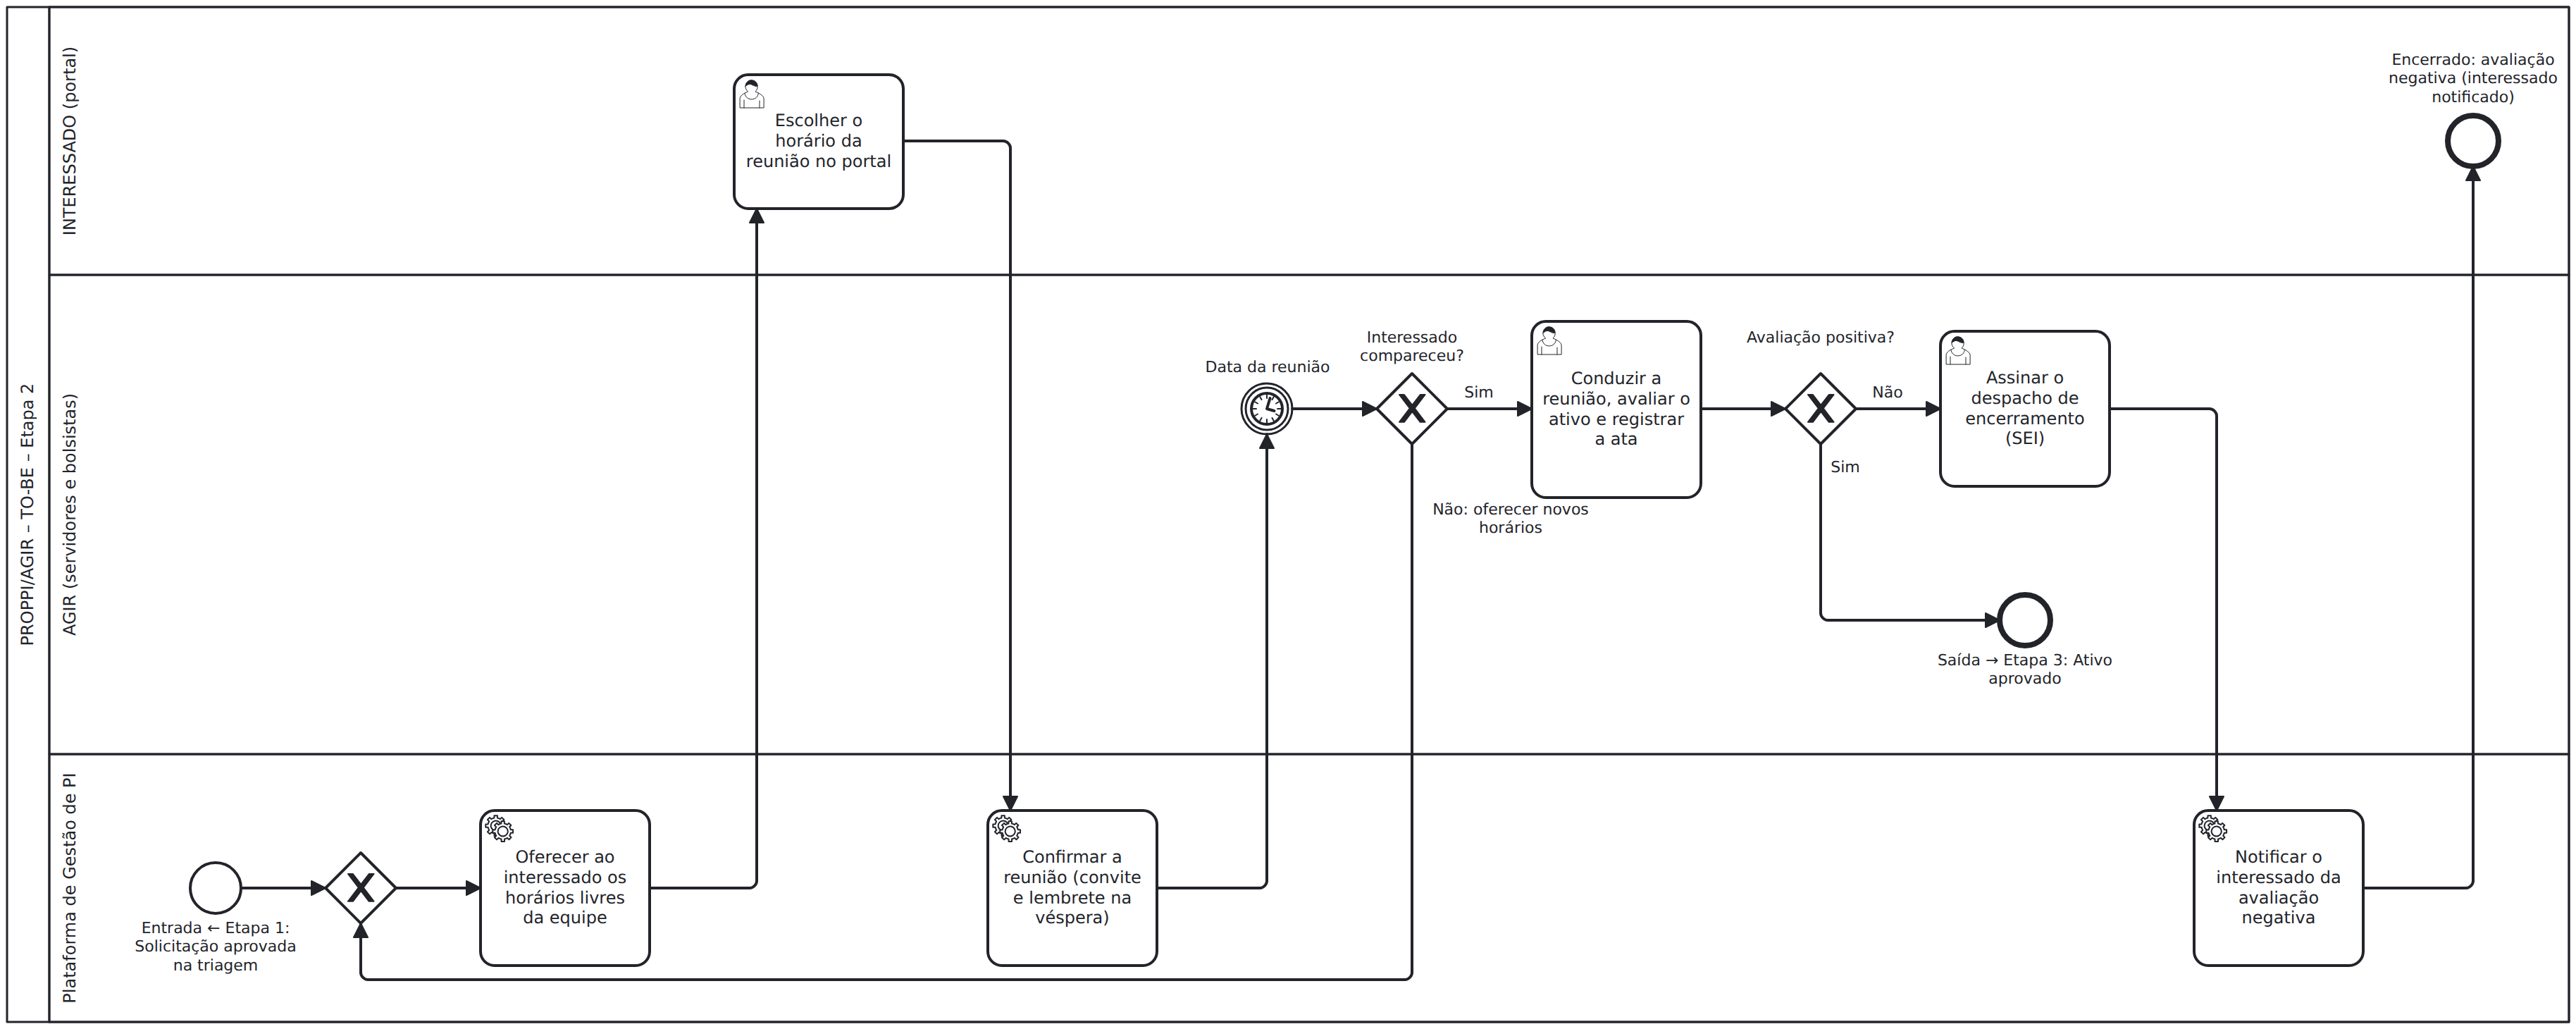 PROPPI/AGIR – TO-BE – Etapa 2
INTERESSADO (portal)
Escolher o
horário da
reunião no portal
Encerrado: avaliação
negativa (interessado
notificado)
AGIR (servidores e bolsistas)
Data da reunião
Interessado
compareceu?
Sim
Não: oferecer novos
horários
Conduzir a
reunião, avaliar o
ativo e registrar
a ata
Avaliação positiva?
Não
Sim
Assinar o
despacho de
encerramento
(SEI)
Saída → Etapa 3: Ativo
aprovado
Plataforma de Gestão de PI
Entrada ← Etapa 1:
Solicitação aprovada
na triagem
Oferecer ao
interessado os
horários livres
da equipe
Confirmar a
reunião (convite
e lembrete na
véspera)
Notificar o
interessado da
avaliação
negativa